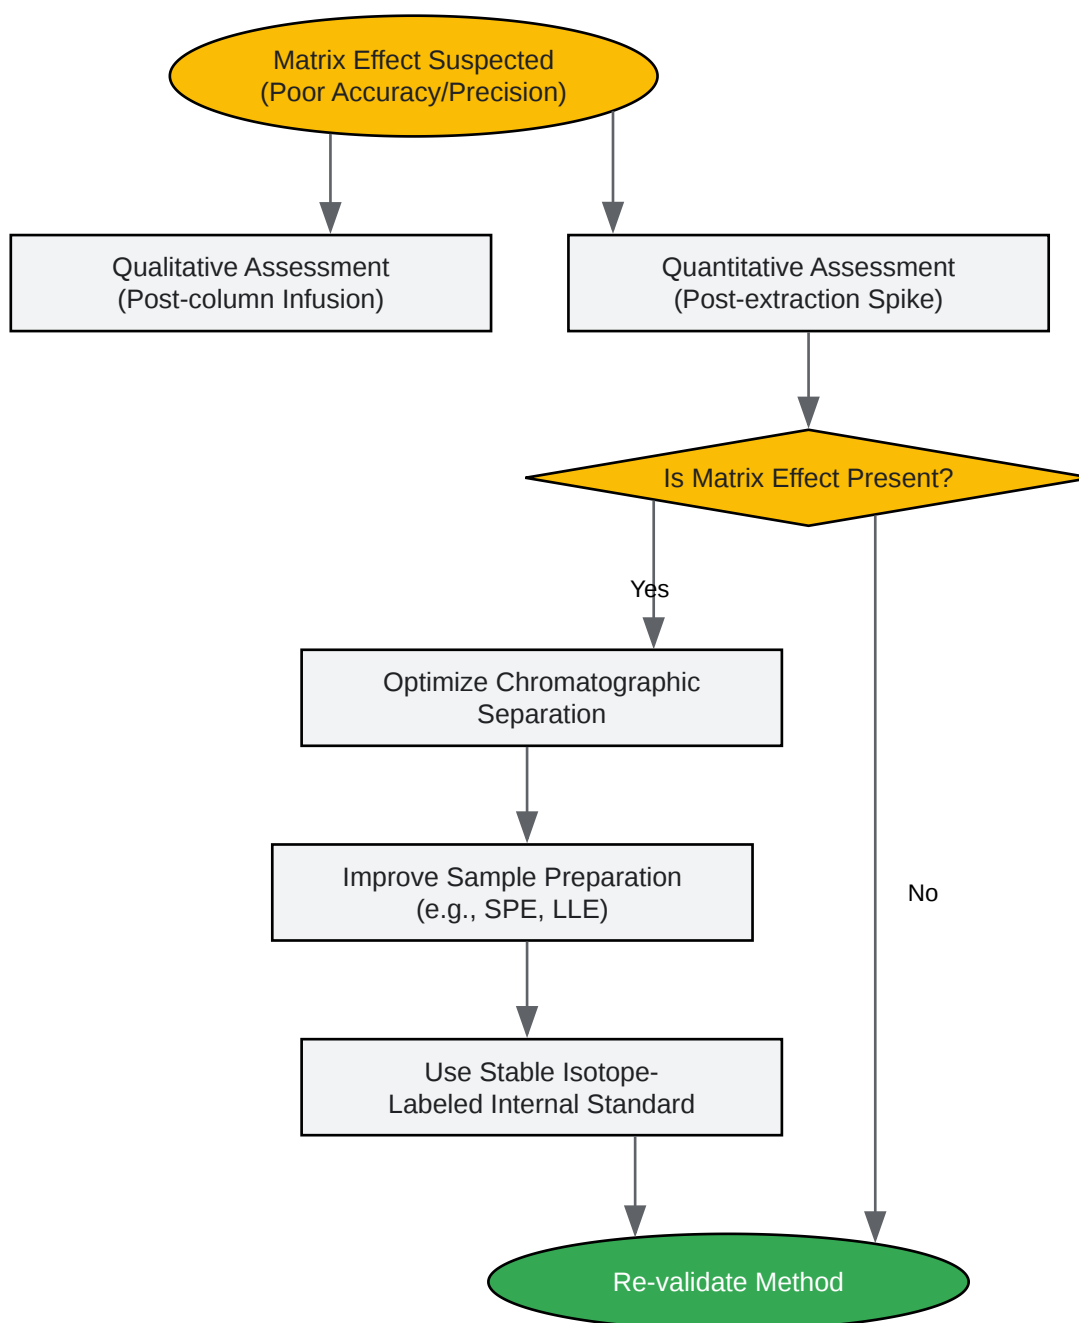 Matrix Effect Suspected
(Poor Accuracy/Precision)
Qualitative Assessment
(Post-column Infusion)
Quantitative Assessment
(Post-extraction Spike)
Is Matrix Effect Present?
Yes
Optimize Chromatographic
Separation
Improve Sample Preparation
(e.g., SPE, LLE)
No
Use Stable Isotope-
Labeled Internal Standard
Re-validate Method